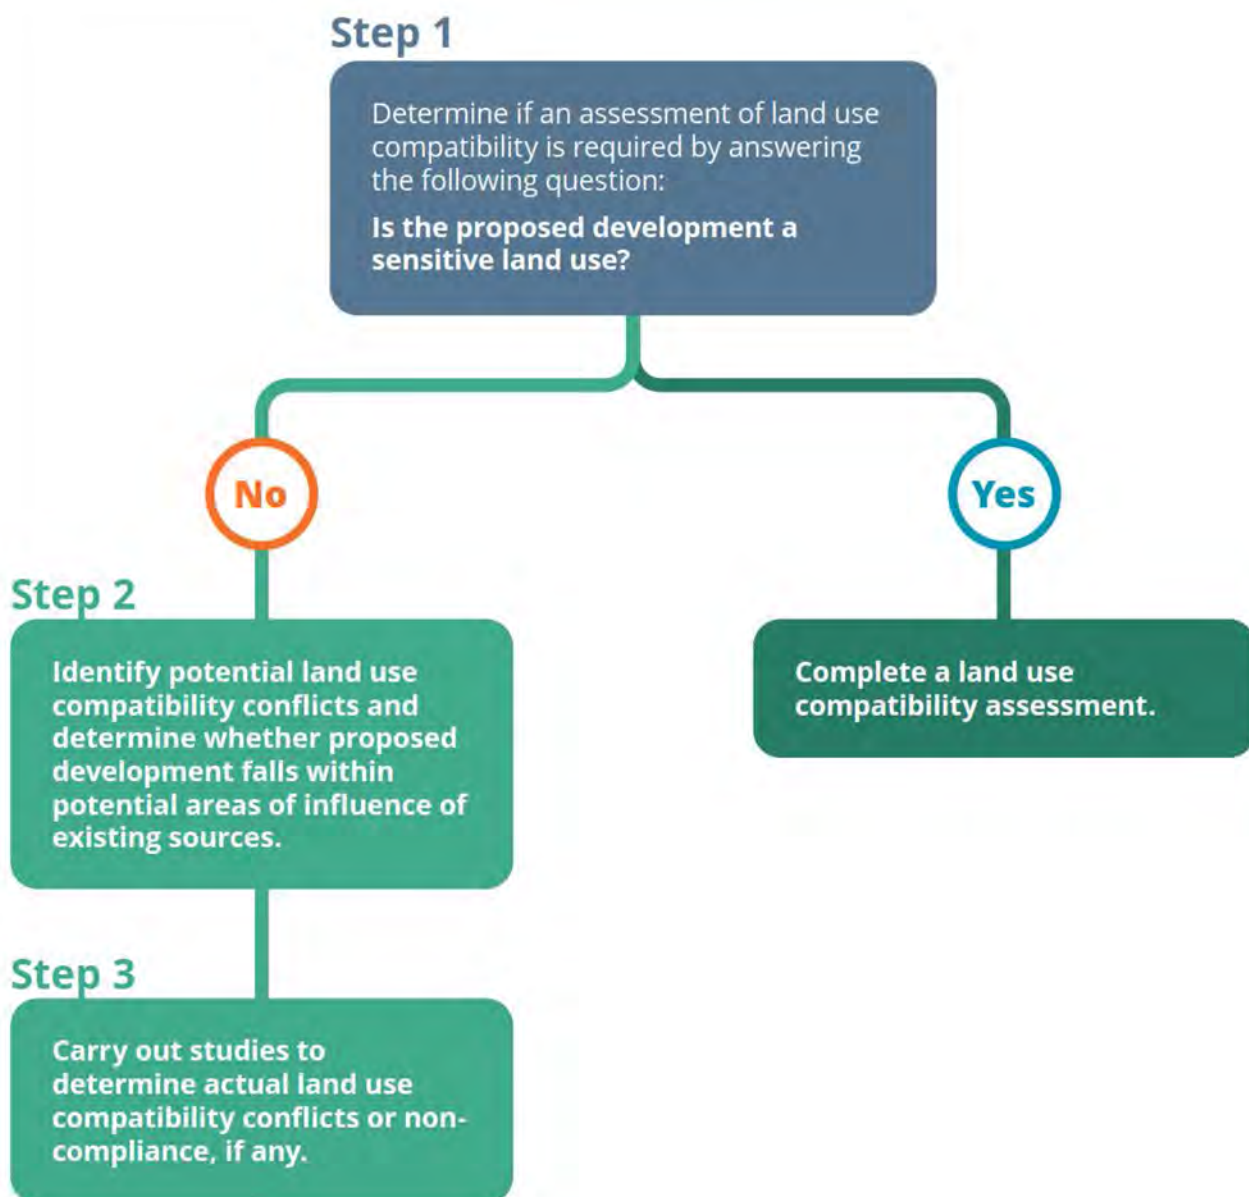 Step 1
Determine if an assessment of land use
compatibility is required by answering
the following question:
Is the proposed development a
sensitive land use?
No
Yes
Step 2
Identify potential land use
compatibility conflicts and
determine whether proposed
development falls within
potential areas of influence of
existing sources.
Complete a land use
compatibility assessment.
Step 3
Carry out studies to
determine actual land use
compatibility conflicts or non-
compliance, if any.